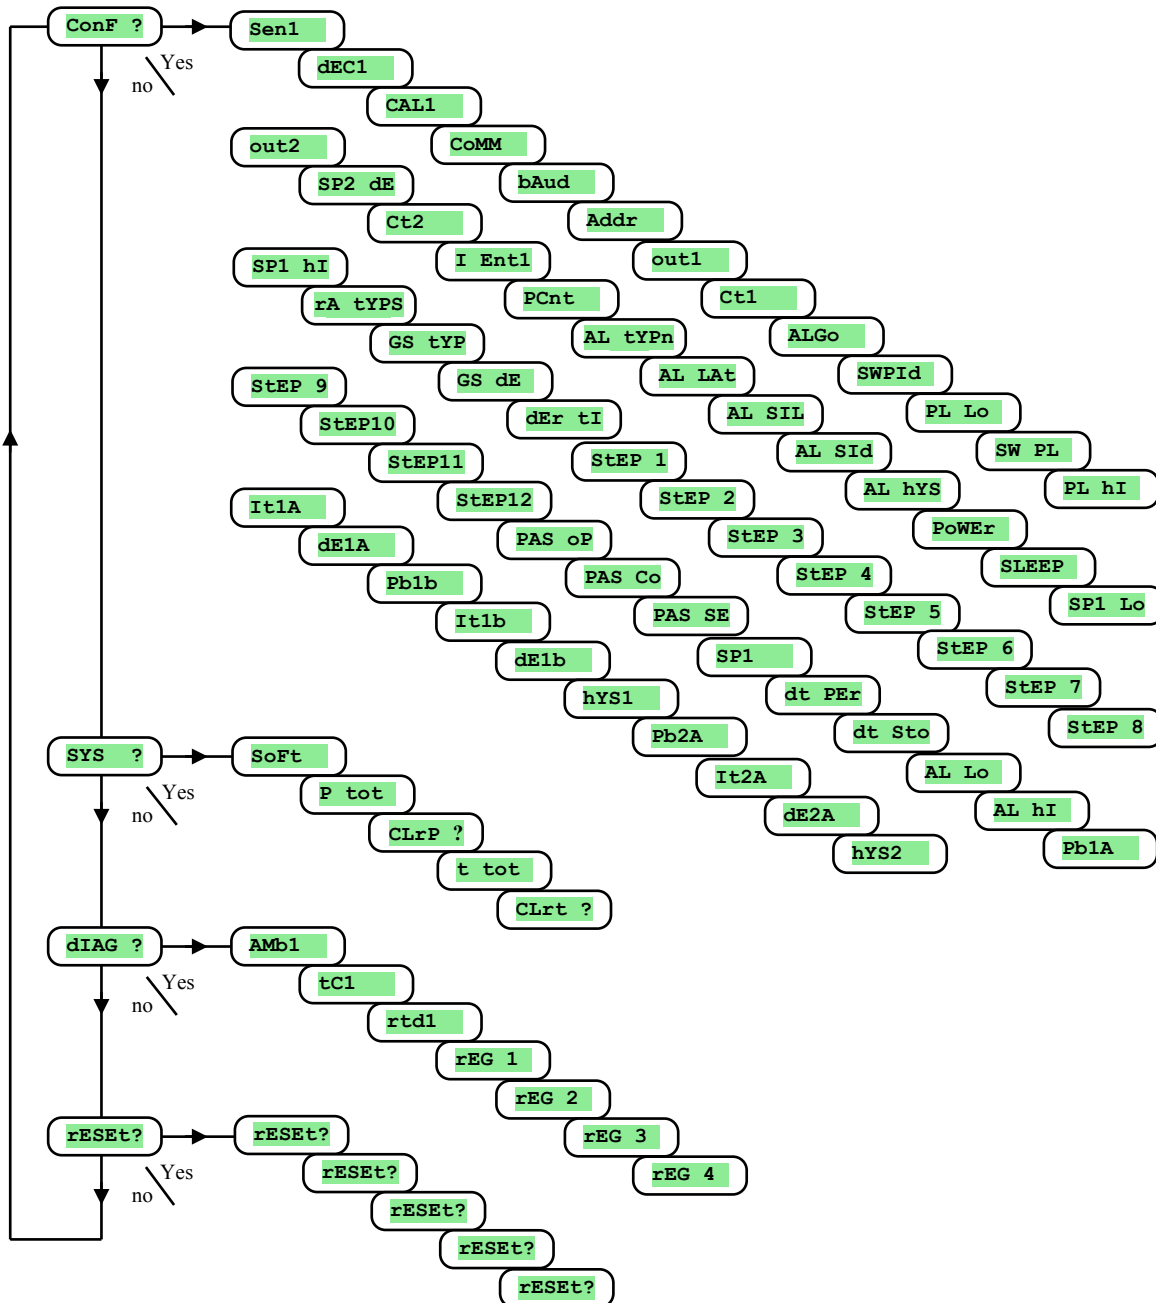 ConF ?
Yes
no
Sen1
dEC1
CAL1
CoMM
bAud
Addr
out1
Ct1
ALGo
SWPId
PL Lo
SW PL
PL hI
out2
SP2 dE
Ct2
I Ent1
PCnt
AL tYPn
AL LAt
AL SIL
AL SId
AL hYS
PoWEr
SLEEP
SP1 Lo
SP1 hI
rA tYPS
GS tYP
GS dE
dEr tI
StEP 1
StEP 2
StEP 3
StEP 4
StEP 5
StEP 6
StEP 7
StEP 8
StEP 9
StEP10
StEP11
StEP12
PAS oP
PAS Co
PAS SE
SP1
dt PEr
dt Sto
AL Lo
AL hI
Pb1A
It1A
dE1A
Pb1b
It1b
dE1b
hYS1
Pb2A
It2A
dE2A
hYS2
SYS ?
Yes
no
SoFt
P tot
CLrP ?
t tot
CLrt ?
dIAG ?
Yes
no
AMb1
tC1
rtd1
rEG 1
rEG 2
rEG 3
rEG 4
rESEt?
Yes
no
rESEt?
rESEt?
rESEt?
rESEt?
rESEt?